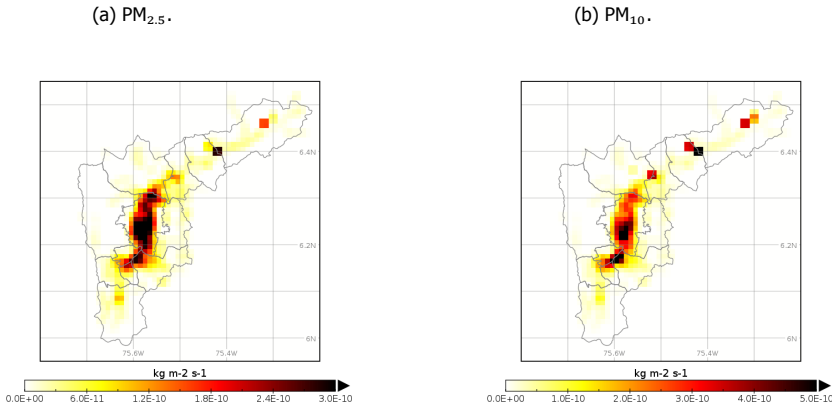 (a) PM₂.₅. (b) PM₁₀.
6.4N 6.4N
6.2N 6.2N
6N 6N
75.6W 75.4W 75.6W 75.4W
kg m-2 s-1 kg m-2 s-1
0.0E+00 6.0E-11 1.2E-10 1.8E-10 2.4E-10 3.0E-10 0.0E+00 1.0E-10 2.0E-10 3.0E-10 4.0E-10 5.0E-10